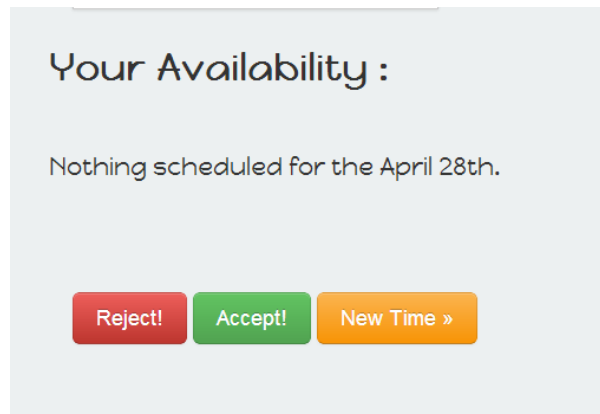 Your Availability :
Nothing scheduled for the April 28th.
Reject! Accept! New Time »